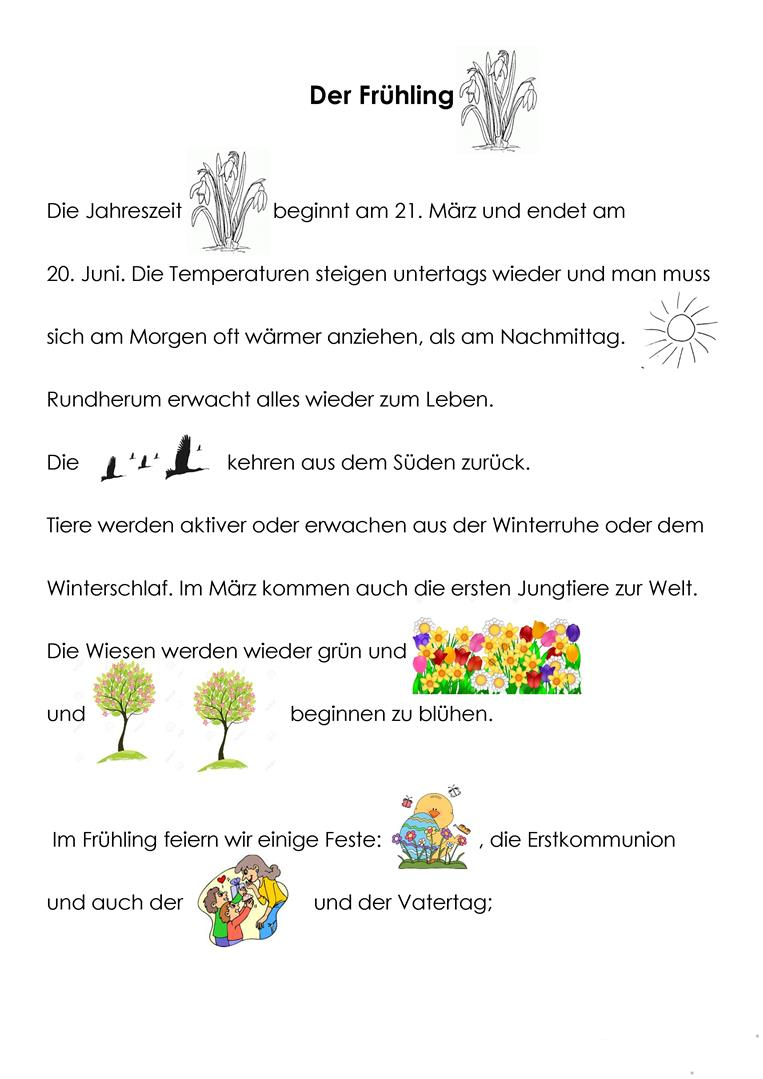 Der Frühling
Die Jahreszeit beginnt am 21. März und endet am
20. Juni. Die Temperaturen steigen untertags wieder und man muss
sich am Morgen oft wärmer anziehen, als am Nachmittag.
Rundherum erwacht alles wieder zum Leben.
Die kehren aus dem Süden zurück.
Tiere werden aktiver oder erwachen aus der Winterruhe oder dem
Winterschlaf. Im März kommen auch die ersten Jungtiere zur Welt.
Die Wiesen werden wieder grün und
und beginnen zu blühen.
Im Frühling feiern wir einige Feste: , die Erstkommunion
und auch der und der Vatertag;